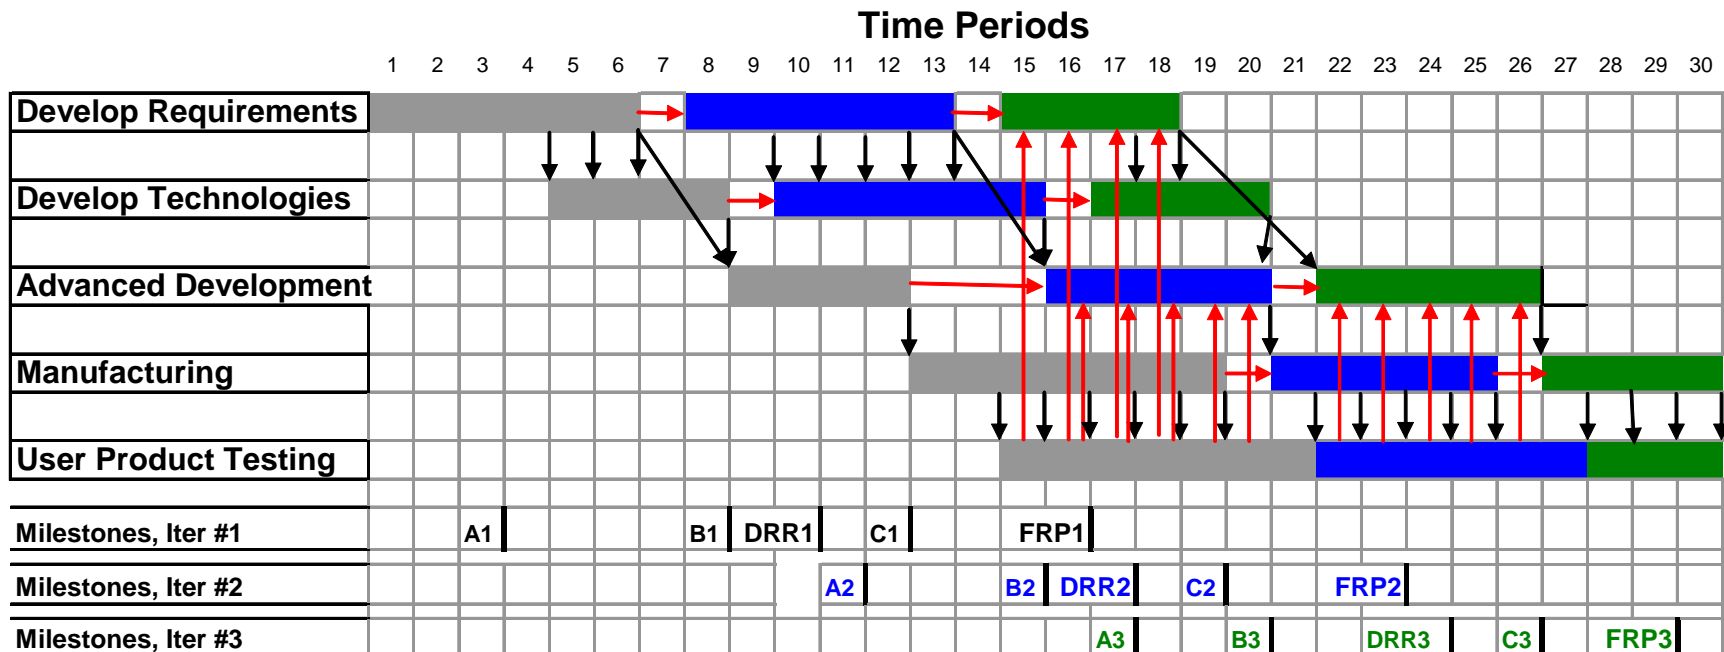 Time Periods
1 2 3 4 5 6 7 8 9 10 11 12 13 14 15 16 17 18 19 20 21 22 23 24 25 26 27 28 29 30
Develop Requirements
Develop Technologies
Advanced Development
Manufacturing
User Product Testing
Milestones, Iter #1 A1 B1 DRR1 C1 FRP1
Milestones, Iter #2 A2 B2 DRR2 C2 FRP2
Milestones, Iter #3 A3 B3 DRR3 C3 FRP3